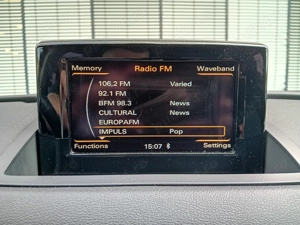 Memory Radio FM Waveband
106.2 FM Varied
92.1 FM
BFM 98.3 News
CULTURAL News
EUROPAFM
IMPULS Pop
Functions 15:07 Settings